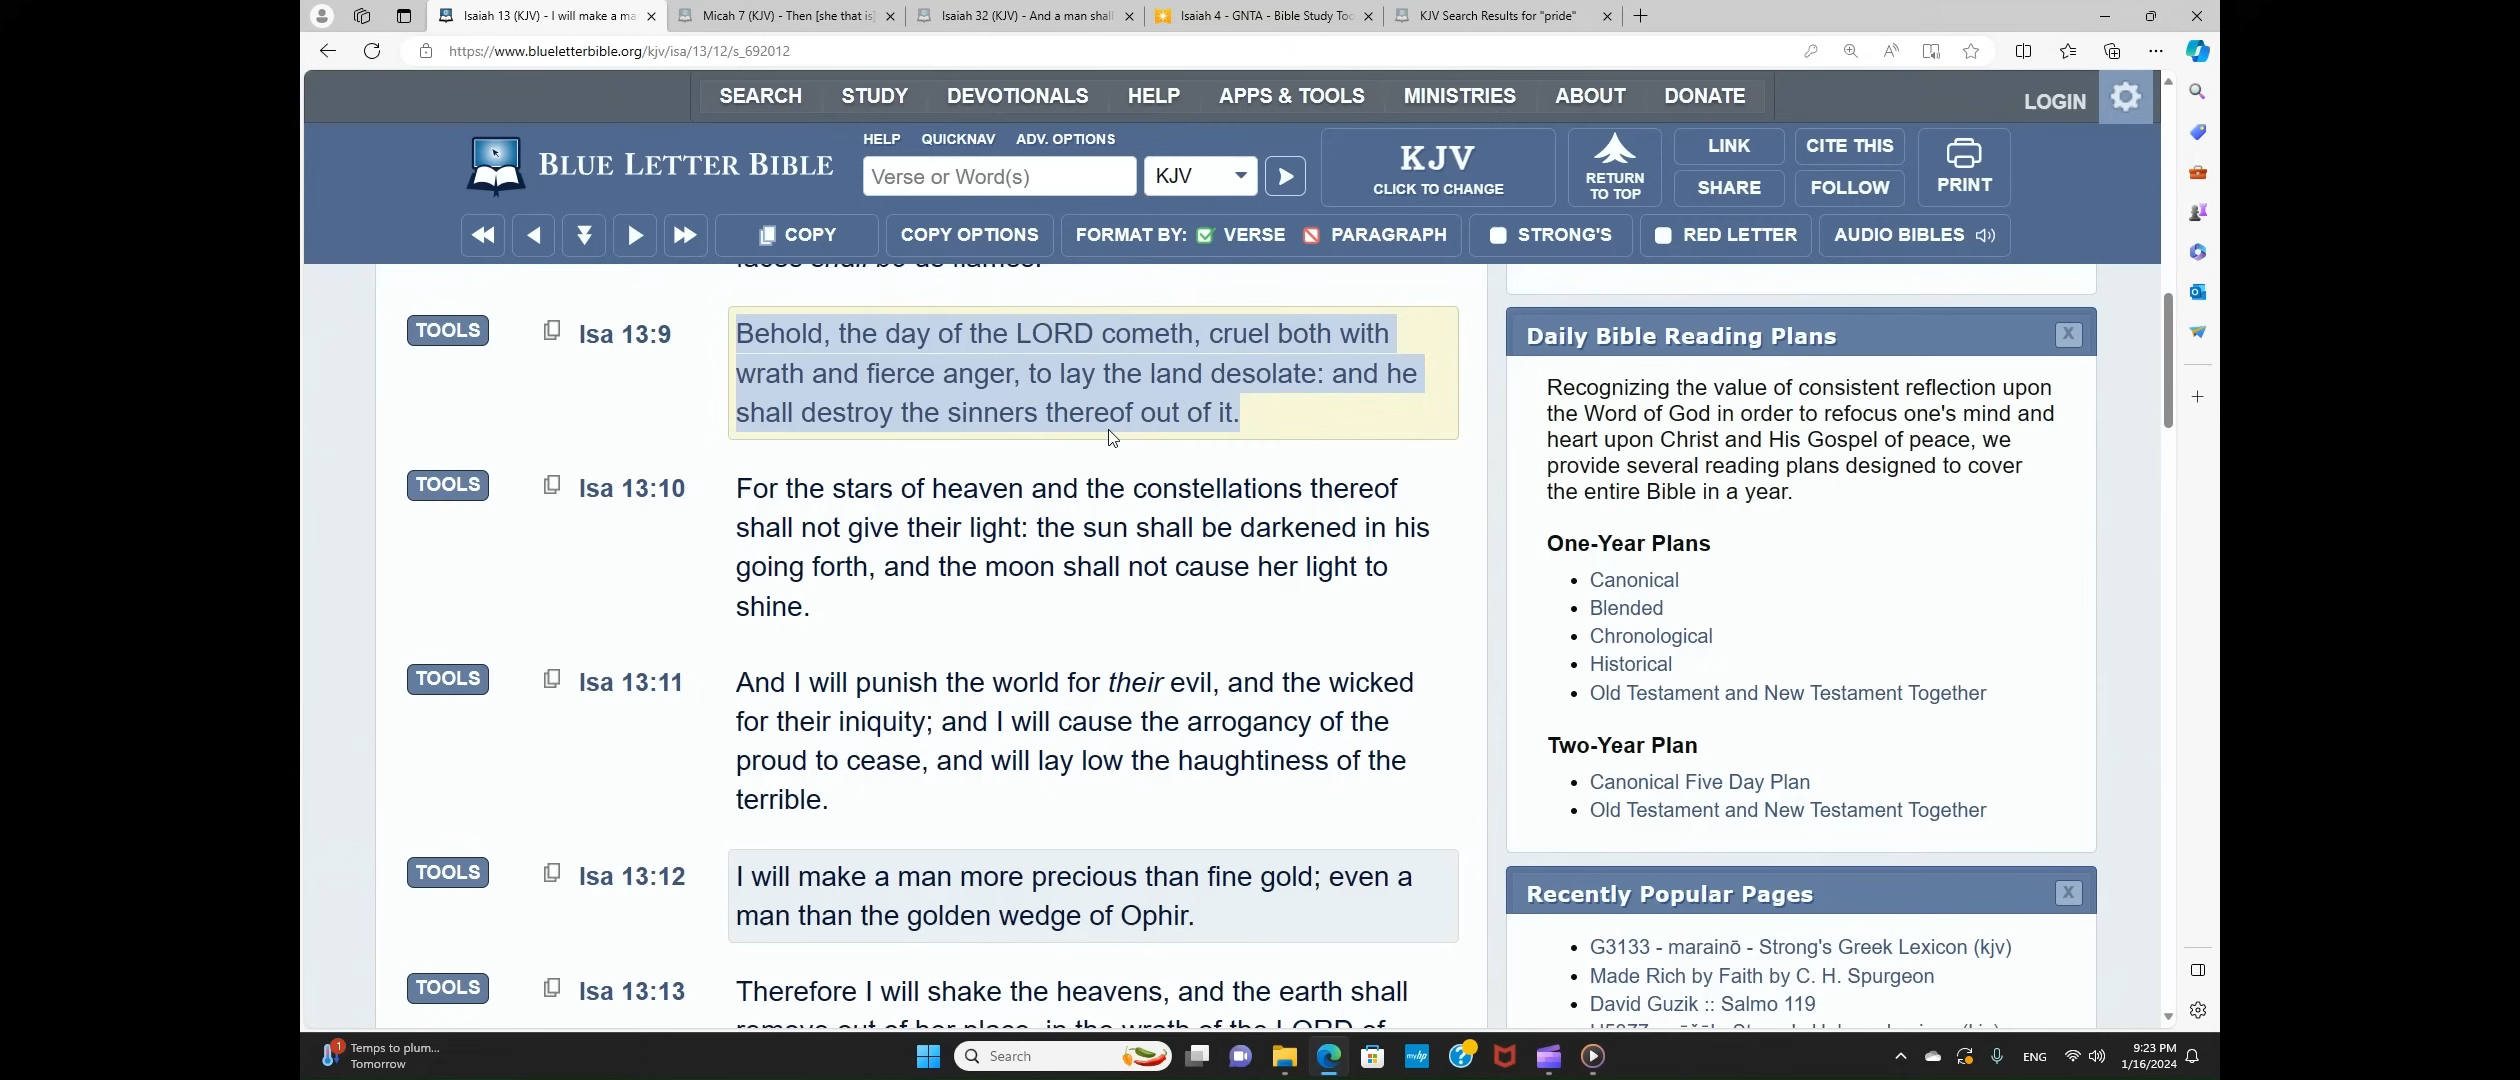 Isaiah 13 (KJV) - I will make a ma
Micah 7 (KJV) - Then [she that is]
Isaiah 32 (KJV) - And a man shall
Isaiah 4 - GNTA - Bible Study Too
KJV Search Results for "pride"
https://www.blueletterbible.org/kjv/isa/13/12/s_692012
SEARCH STUDY DEVOTIONALS HELP APPS & TOOLS MINISTRIES ABOUT DONATE
LOGIN
BLUE LETTER BIBLE
HELP QUICKNAV ADV. OPTIONS
Verse or Word(s)
KJV
KJV
CLICK TO CHANGE
RETURN
TO TOP
LINK
CITE THIS
SHARE
FOLLOW
PRINT
COPY
COPY OPTIONS
FORMAT BY: VERSE PARAGRAPH
STRONG'S
RED LETTER
AUDIO BIBLES
TOOLS
Isa 13:9
Behold, the day of the LORD cometh, cruel both with
wrath and fierce anger, to lay the land desolate: and he
shall destroy the sinners thereof out of it.
TOOLS
Isa 13:10
For the stars of heaven and the constellations thereof
shall not give their light: the sun shall be darkened in his
going forth, and the moon shall not cause her light to
shine.
TOOLS
Isa 13:11
And I will punish the world for their evil, and the wicked
for their iniquity; and I will cause the arrogancy of the
proud to cease, and will lay low the haughtiness of the
terrible.
TOOLS
Isa 13:12
I will make a man more precious than fine gold; even a
man than the golden wedge of Ophir.
TOOLS
Isa 13:13
Therefore I will shake the heavens, and the earth shall
Daily Bible Reading Plans
X
Recognizing the value of consistent reflection upon
the Word of God in order to refocus one's mind and
heart upon Christ and His Gospel of peace, we
provide several reading plans designed to cover
the entire Bible in a year.
One-Year Plans
• Canonical
• Blended
• Chronological
• Historical
• Old Testament and New Testament Together
Two-Year Plan
• Canonical Five Day Plan
• Old Testament and New Testament Together
Recently Popular Pages
X
• G3133 - marainō - Strong's Greek Lexicon (kjv)
• Made Rich by Faith by C. H. Spurgeon
• David Guzik :: Salmo 119
1
Temps to plum...
Tomorrow
Search
myhp
ENG
9:23 PM
1/16/2024